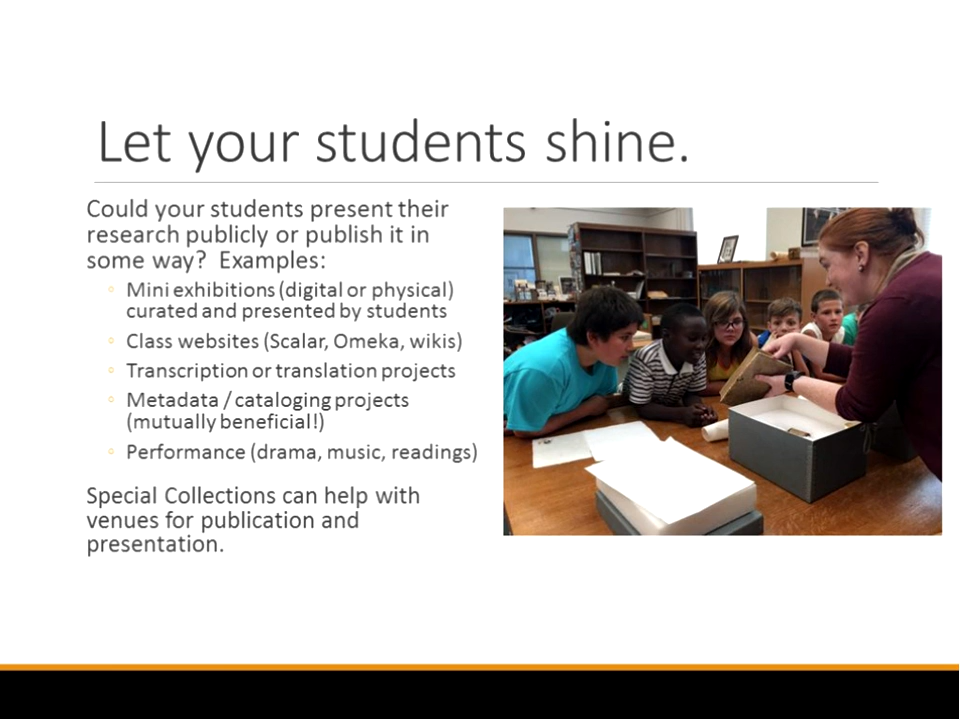 Let your students shine.
Could your students present their
research publicly or publish it in
some way? Examples:
◦ Mini exhibitions (digital or physical)
curated and presented by students
◦ Class websites (Scalar, Omeka, wikis)
◦ Transcription or translation projects
◦ Metadata / cataloging projects
(mutually beneficial!)
◦ Performance (drama, music, readings)
Special Collections can help with
venues for publication and
presentation.